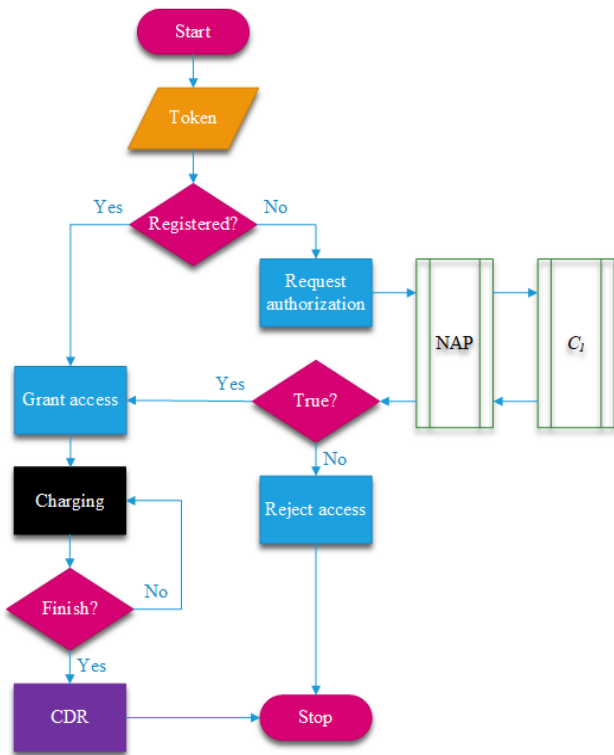 Start
Token
Yes
Registered?
No
Request
authorization
NAP
C1
Grant access
Yes
True?
No
Charging
Reject access
Finish?
No
Yes
CDR
Stop